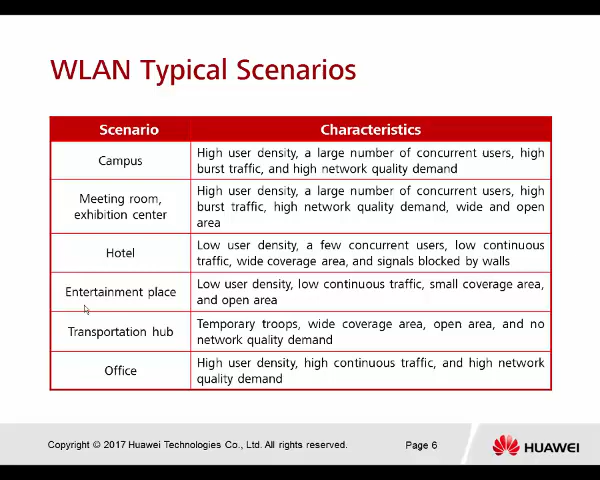 WLAN Typical Scenarios
Scenario
Characteristics
Campus
High user density, a large number of concurrent users, high
burst traffic, and high network quality demand
Meeting room,
exhibition center
High user density, a large number of concurrent users, high
burst traffic, high network quality demand, wide and open
area
Hotel
Low user density, a few concurrent users, low continuous
traffic, wide coverage area, and signals blocked by walls
Entertainment place
Low user density, low continuous traffic, small coverage area,
and open area
Transportation hub
Temporary troops, wide coverage area, open area, and no
network quality demand
Office
High user density, high continuous traffic, and high network
quality demand
Copyright © 2017 Huawei Technologies Co., Ltd. All rights reserved.
Page 6
HUAWEI